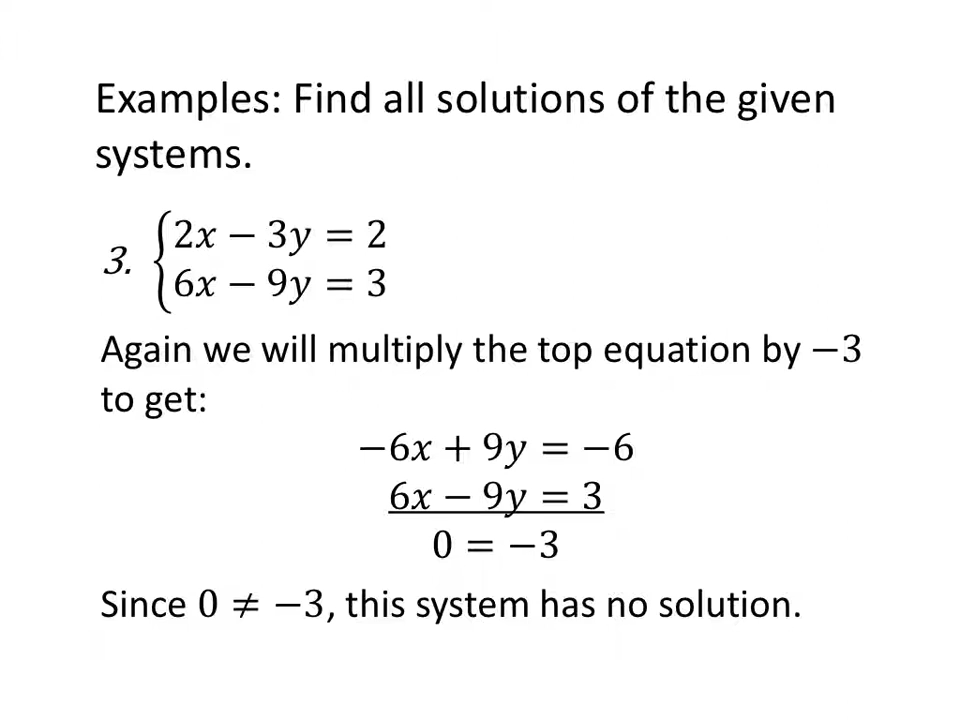 Examples: Find all solutions of the given
systems.
3. {2x − 3y = 2
6x − 9y = 3
Again we will multiply the top equation by −3
to get:
−6x + 9y = −6
6x − 9y = 3
0 = −3
Since 0 ≠ −3, this system has no solution.